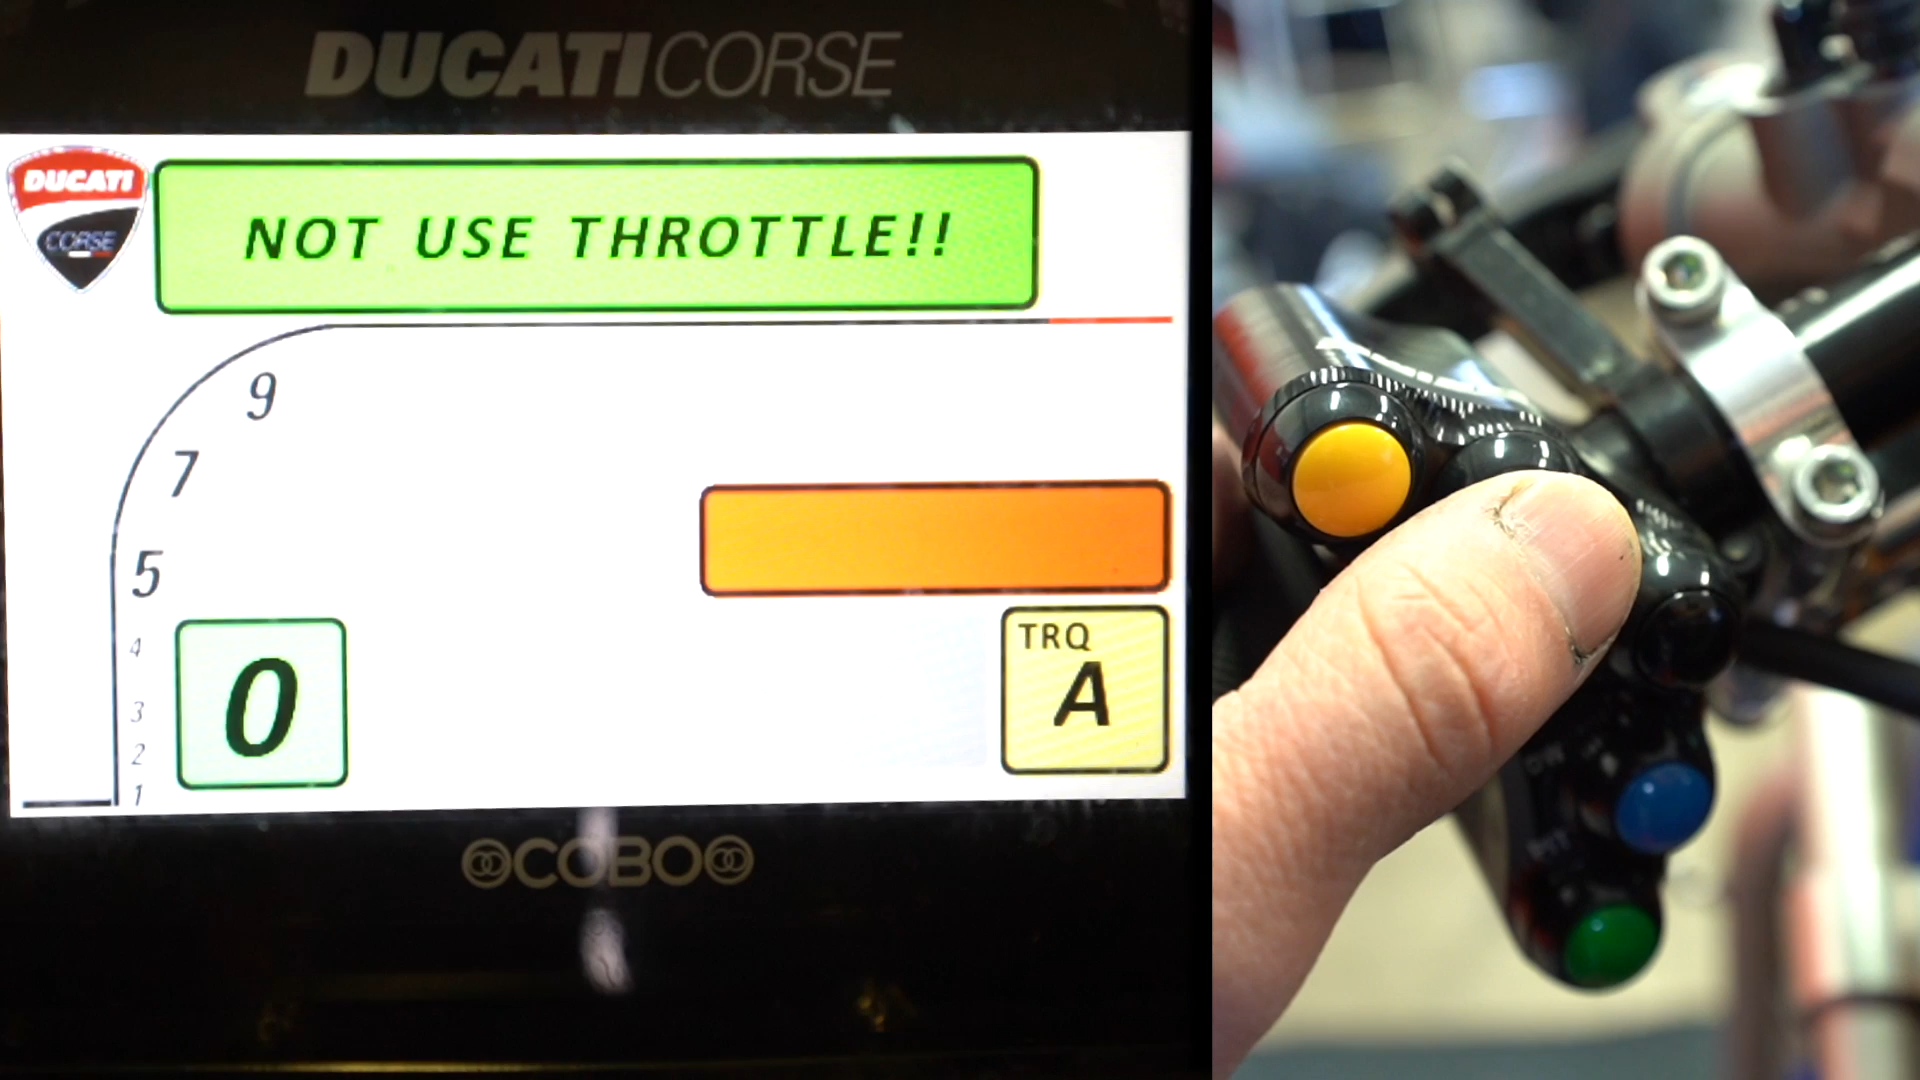 DUCATICORSE
DUCATI
CORSE
NOT USE THROTTLE!!
9
7
5
4
3
2
1
0
TRQ
A
COBO